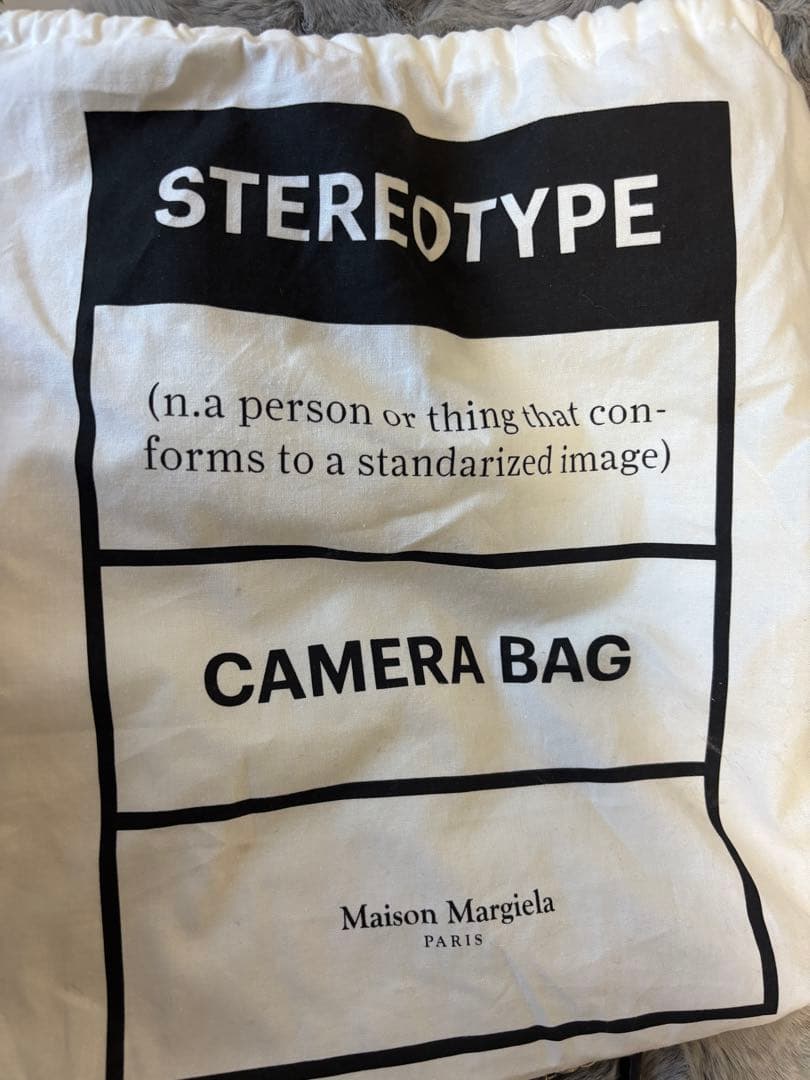 STEREOTYPE
(n.a person or thing that con-
forms to a standarized image)
CAMERA BAG
Maison Margiela
PARIS